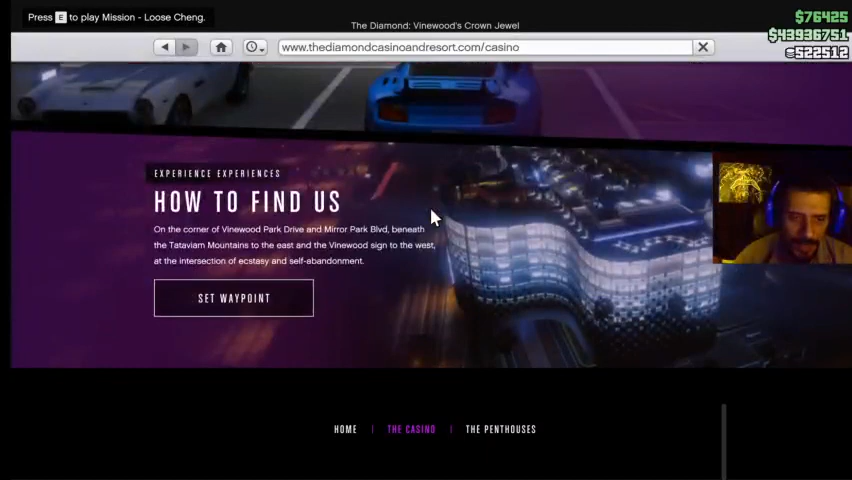 Press E to play Mission - Loose Cheng.
The Diamond: Vinewood's Crown Jewel
$76425
$43936751
522512
www.thediamondcasinoandresort.com/casino
EXPERIENCE EXPERIENCES
HOW TO FIND US
On the corner of Vinewood Park Drive and Mirror Park Blvd, beneath
the Tataviam Mountains to the east and the Vinewood sign to the west,
at the intersection of ecstasy and self-abandonment.
SET WAYPOINT
HOME | THE CASINO | THE PENTHOUSES